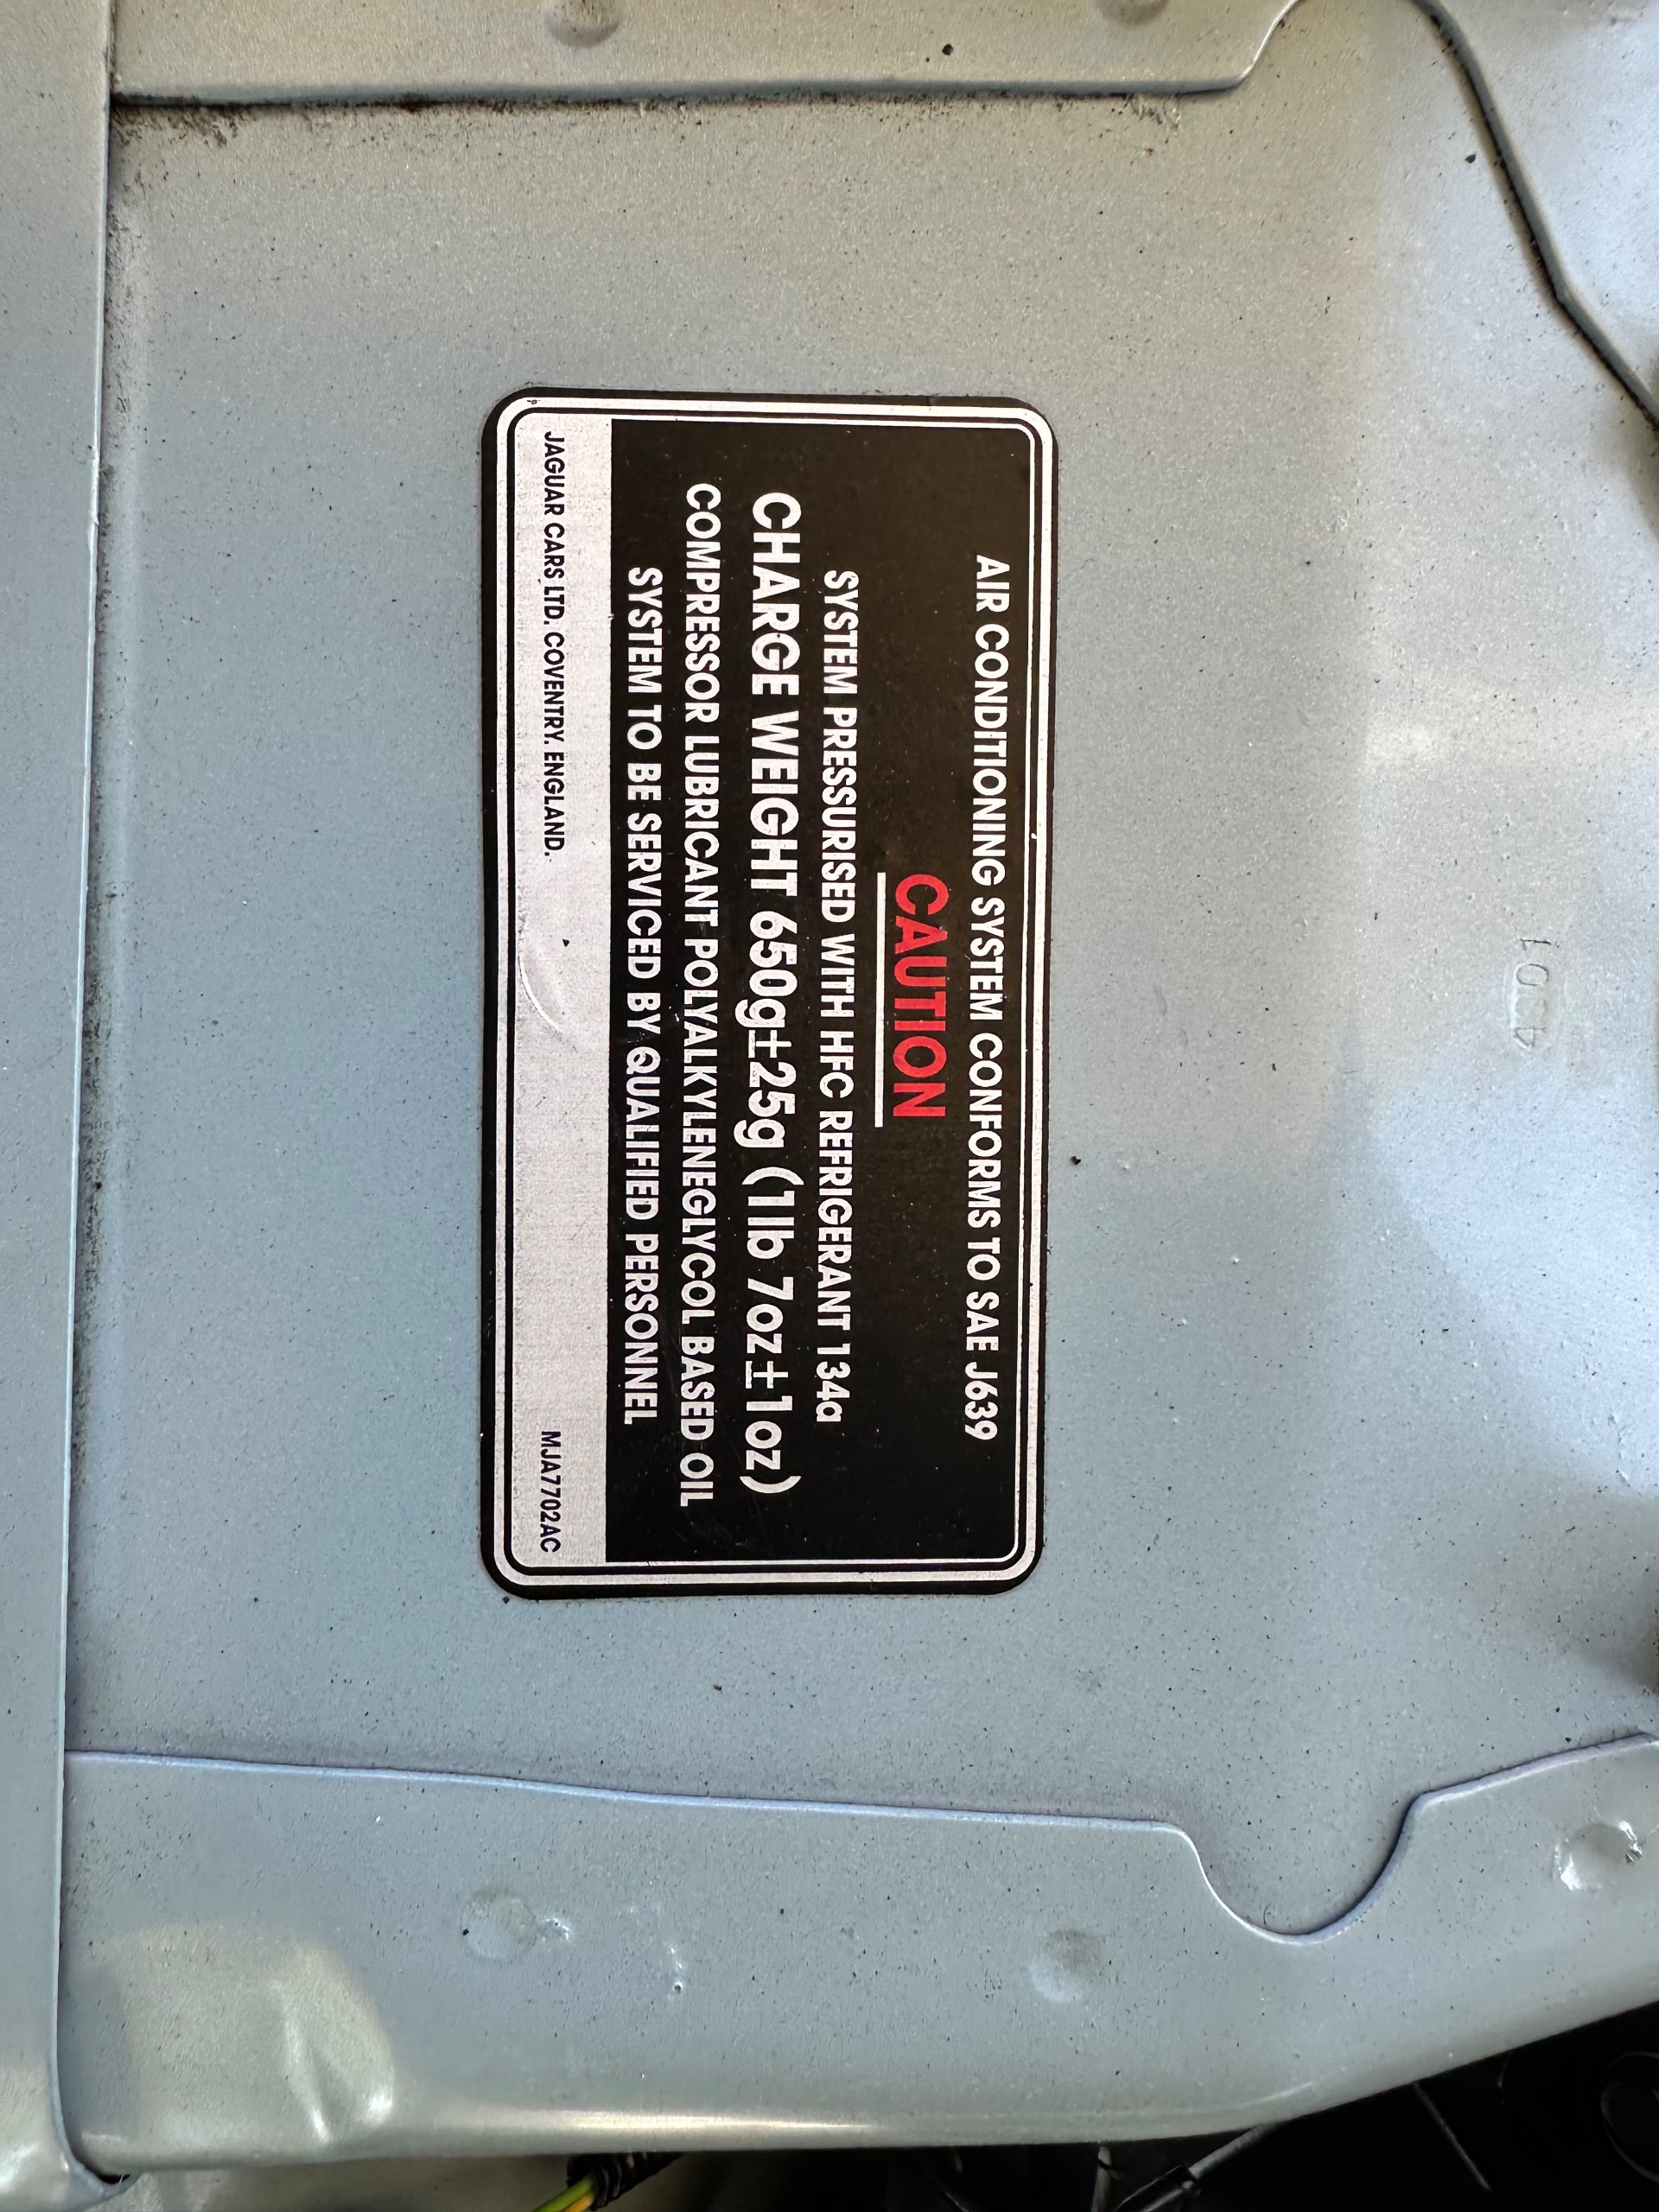 AIR CONDITIONING SYSTEM CONFORMS TO SAE J639
CAUTION
SYSTEM PRESSURISED WITH HFC REFRIGERANT 134a
CHARGE WEIGHT 650g±25g (1lb 7oz±1oz)
COMPRESSOR LUBRICANT POLYALKYLENEGLYCOL BASED OIL
SYSTEM TO BE SERVICED BY QUALIFIED PERSONNEL
JAGUAR CARS LTD. COVENTRY. ENGLAND. MJA7702AC